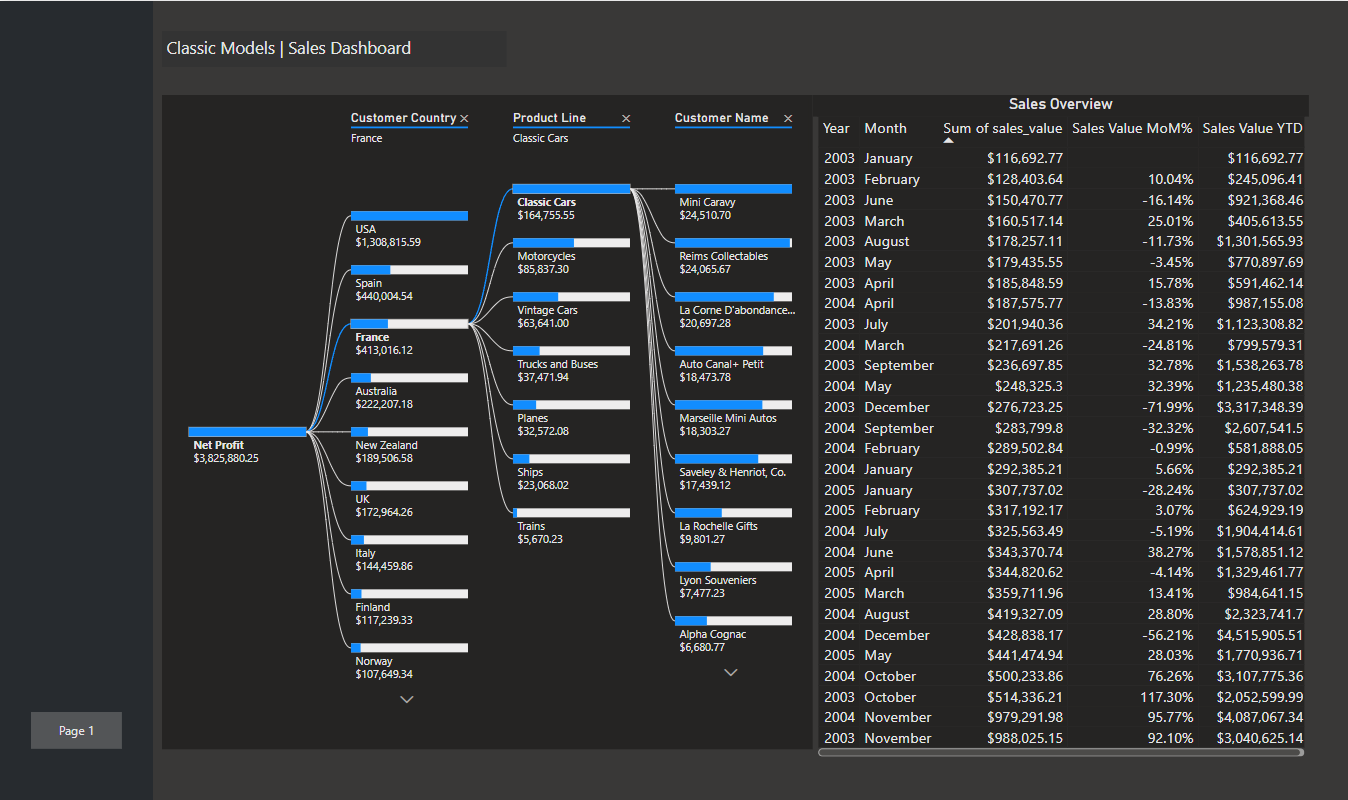 Classic Models | Sales Dashboard
Customer Country ×
France
USA
$1,308,815.59
Spain
$440,004.54
France
$413,016.12
Australia
$222,207.18
Net Profit
$3,825,880.25
New Zealand
$189,506.58
UK
$172,964.26
Italy
$144,459.86
Finland
$117,239.33
Norway
$107,649.34
Product Line ×
Classic Cars
Classic Cars
$164,755.55
Motorcycles
$85,837.30
Vintage Cars
$63,641.00
Trucks and Buses
$37,471.94
Planes
$32,572.08
Ships
$23,068.02
Trains
$5,670.23
Customer Name ×
Mini Caravy
$24,510.70
Reims Collectables
$24,065.67
La Corne D'abondance...
$20,697.28
Auto Canal+ Petit
$18,473.78
Marseille Mini Autos
$18,303.27
Saveley & Henriot, Co.
$17,439.12
La Rochelle Gifts
$9,801.27
Lyon Souveniers
$7,477.23
Alpha Cognac
$6,680.77
Sales Overview
Year Month Sum of sales_value Sales Value MoM% Sales Value YTD
2003 January $116,692.77 $116,692.77
2003 February $128,403.64 10.04% $245,096.41
2003 June $150,470.77 -16.14% $921,368.46
2003 March $160,517.14 25.01% $405,613.55
2003 August $178,257.11 -11.73% $1,301,565.93
2003 May $179,435.55 -3.45% $770,897.69
2003 April $185,848.59 15.78% $591,462.14
2004 April $187,575.77 -13.83% $987,155.08
2003 July $201,940.36 34.21% $1,123,308.82
2004 March $217,691.26 -24.81% $799,579.31
2003 September $236,697.85 32.78% $1,538,263.78
2004 May $248,325.3 32.39% $1,235,480.38
2003 December $276,723.25 -71.99% $3,317,348.39
2004 September $283,799.8 -32.32% $2,607,541.5
2004 February $289,502.84 -0.99% $581,888.05
2004 January $292,385.21 5.66% $292,385.21
2005 January $307,737.02 -28.24% $307,737.02
2005 February $317,192.17 3.07% $624,929.19
2004 July $325,563.49 -5.19% $1,904,414.61
2004 June $343,370.74 38.27% $1,578,851.12
2005 April $344,820.62 -4.14% $1,329,461.77
2005 March $359,711.96 13.41% $984,641.15
2004 August $419,327.09 28.80% $2,323,741.7
2004 December $428,838.17 -56.21% $4,515,905.51
2005 May $441,474.94 28.03% $1,770,936.71
2004 October $500,233.86 76.26% $3,107,775.36
2003 October $514,336.21 117.30% $2,052,599.99
2004 November $979,291.98 95.77% $4,087,067.34
2003 November $988,025.15 92.10% $3,040,625.14
Page 1